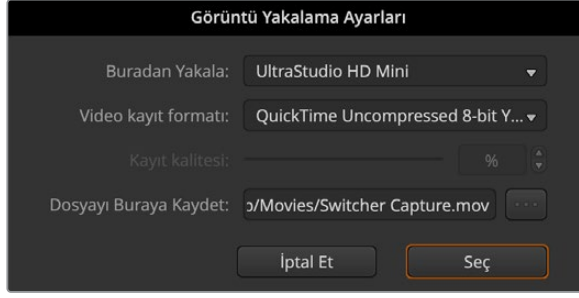 Görüntü Yakalama Ayarları
Buradan Yakala: UltraStudio HD Mini
Video kayıt formatı: QuickTime Uncompressed 8-bit Y...
Kayıt kalitesi: %
Dosyayı Buraya Kaydet: o/Movies/Switcher Capture.mov ...
İptal Et Seç